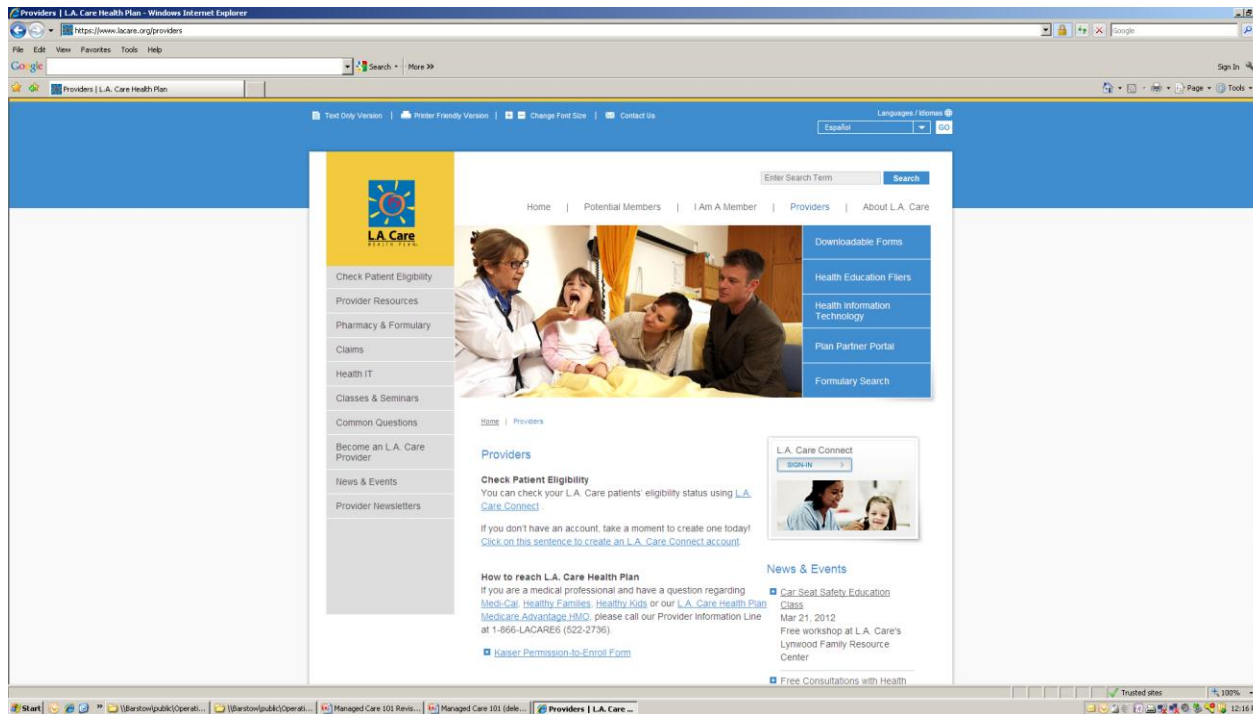 Providers | L.A. Care Health Plan - Windows Internet Explorer
https://www.lacare.org/providers
Google
File Edit View Favorites Tools Help
Google
Search
More »
Sign In
Providers | L.A. Care Health Plan
Page
Tools
Text Only Version | Printer Friendly Version | Change Font Size | Contact Us
Languages / Idiomas
Español
GO
Enter Search Term
Search
Home | Potential Members | I Am A Member | Providers | About L.A. Care
L.A. Care
HEALTH PLAN
Downloadable Forms
Health Education Fliers
Health Information
Technology
Plan Partner Portal
Formulary Search
Check Patient Eligibility
Provider Resources
Pharmacy & Formulary
Claims
Health IT
Classes & Seminars
Common Questions
Become an L.A. Care
Provider
News & Events
Provider Newsletters
Home | Providers
Providers
Check Patient Eligibility
You can check your L.A. Care patients' eligibility status using L.A.
Care Connect .
If you don't have an account, take a moment to create one today!
Click on this sentence to create an L.A. Care Connect account.
How to reach L.A. Care Health Plan
If you are a medical professional and have a question regarding
Medi-Cal, Healthy Families, Healthy Kids or our L.A. Care Health Plan
Medicare Advantage HMO, please call our Provider Information Line
at 1-866-LACARE6 (522-2736).
Kaiser Permission-to-Enroll Form
L.A. Care Connect
SIGN-IN >
News & Events
Car Seat Safety Education
Class
Mar 21, 2012
Free workshop at L.A. Care's
Lynwood Family Resource
Center
Free Consultations with Health
Trusted sites
100%
Start
\\Barstow\public\Operati...
\\Barstow\public\Operati...
Managed Care 101 Revis...
Managed Care 101 (dele...
Providers | L.A. Care ...
12:16